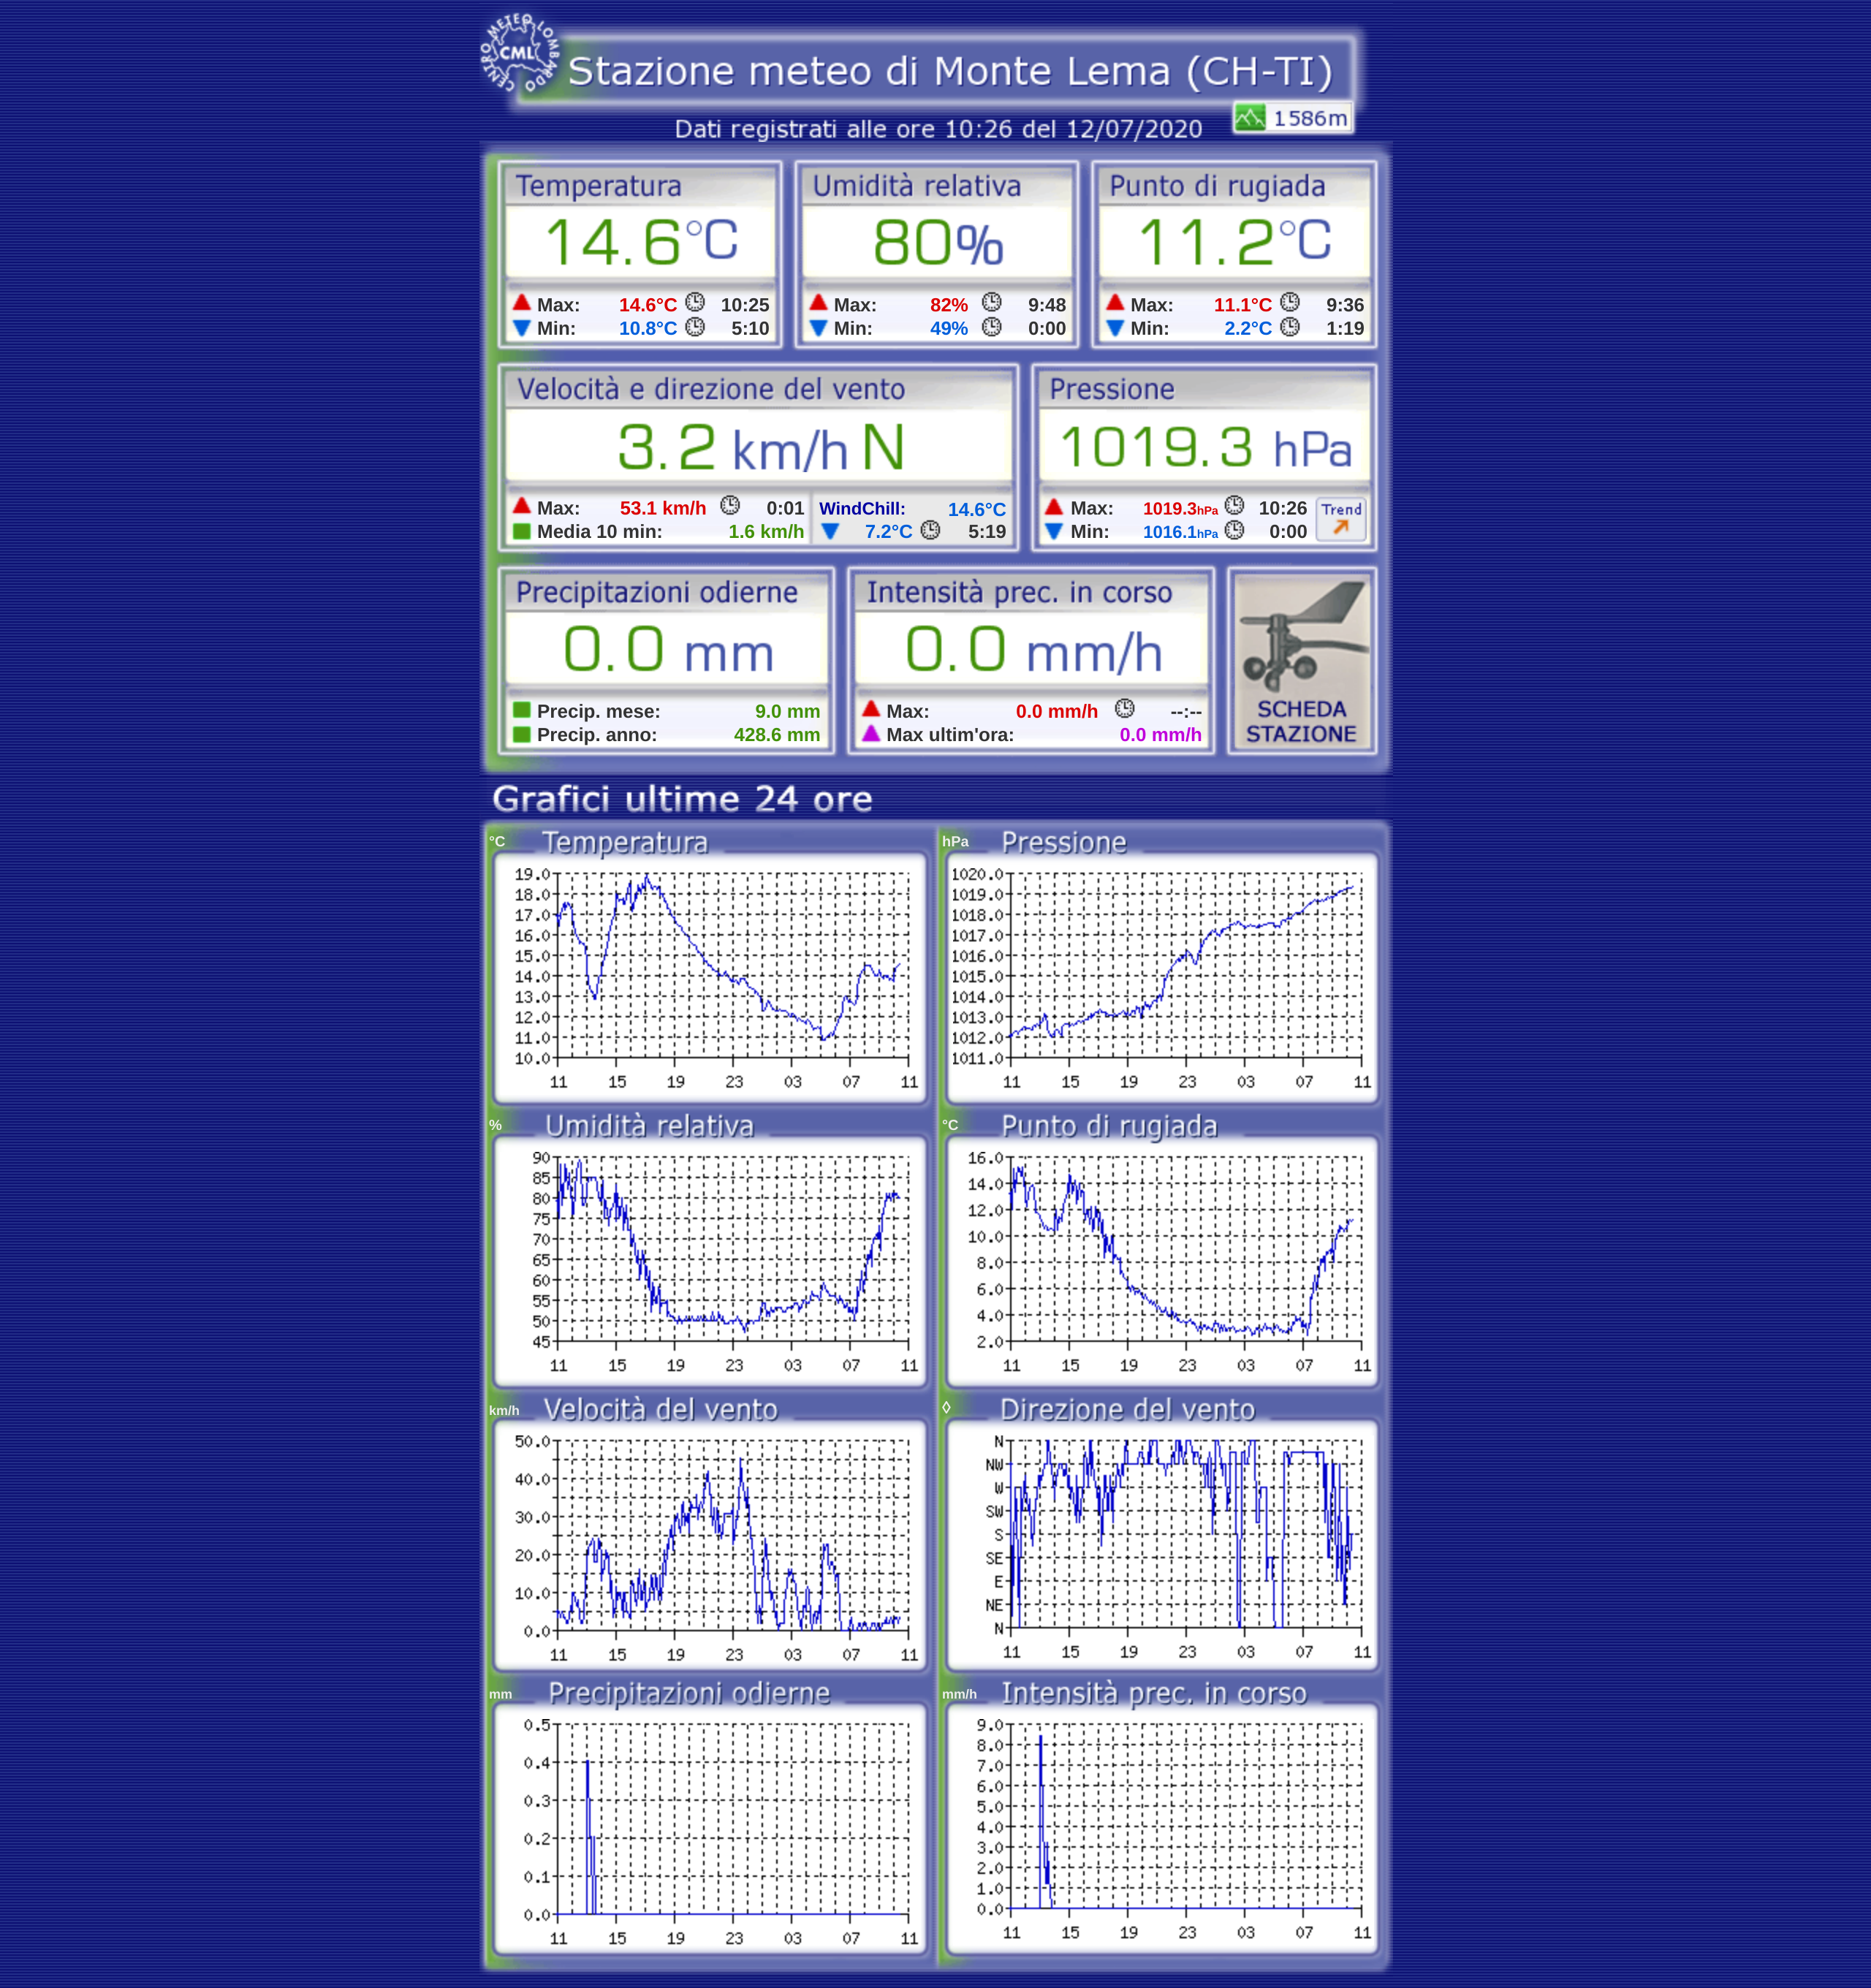 CENTRO METEO LOMBARDO
CML
Stazione meteo di Monte Lema (CH-TI)
1586m
Dati registrati alle ore 10:26 del 12/07/2020
Temperatura Umidità relativa Punto di rugiada
14.6°C 80% 11.2°C
Max: 14.6°C 10:25 Max: 82% 9:48 Max: 11.1°C 9:36
Min: 10.8°C 5:10 Min: 49% 0:00 Min: 2.2°C 1:19
Velocità e direzione del vento Pressione
3.2 km/h N 1019.3 hPa
Max: 53.1 km/h 0:01 WindChill: 14.6°C Max: 1019.3hPa 10:26 Trend
Media 10 min: 1.6 km/h 7.2°C 5:19 Min: 1016.1hPa 0:00
Precipitazioni odierne Intensità prec. in corso
0.0 mm 0.0 mm/h
Precip. mese: 9.0 mm Max: 0.0 mm/h --:-- SCHEDA
Precip. anno: 428.6 mm Max ultim'ora: 0.0 mm/h STAZIONE
Grafici ultime 24 ore
°C Temperatura
19.0
18.0
17.0
16.0
15.0
14.0
13.0
12.0
11.0
10.0
11 15 19 23 03 07 11
hPa Pressione
1020.0
1019.0
1018.0
1017.0
1016.0
1015.0
1014.0
1013.0
1012.0
1011.0
11 15 19 23 03 07 11
% Umidità relativa
90
85
80
75
70
65
60
55
50
45
11 15 19 23 03 07 11
°C Punto di rugiada
16.0
14.0
12.0
10.0
8.0
6.0
4.0
2.0
11 15 19 23 03 07 11
km/h Velocità del vento
50.0
40.0
30.0
20.0
10.0
0.0
11 15 19 23 03 07 11
◊ Direzione del vento
N
NW
W
SW
S
SE
E
NE
N
11 15 19 23 03 07 11
mm Precipitazioni odierne
0.5
0.4
0.3
0.2
0.1
0.0
11 15 19 23 03 07 11
mm/h Intensità prec. in corso
9.0
8.0
7.0
6.0
5.0
4.0
3.0
2.0
1.0
0.0
11 15 19 23 03 07 11